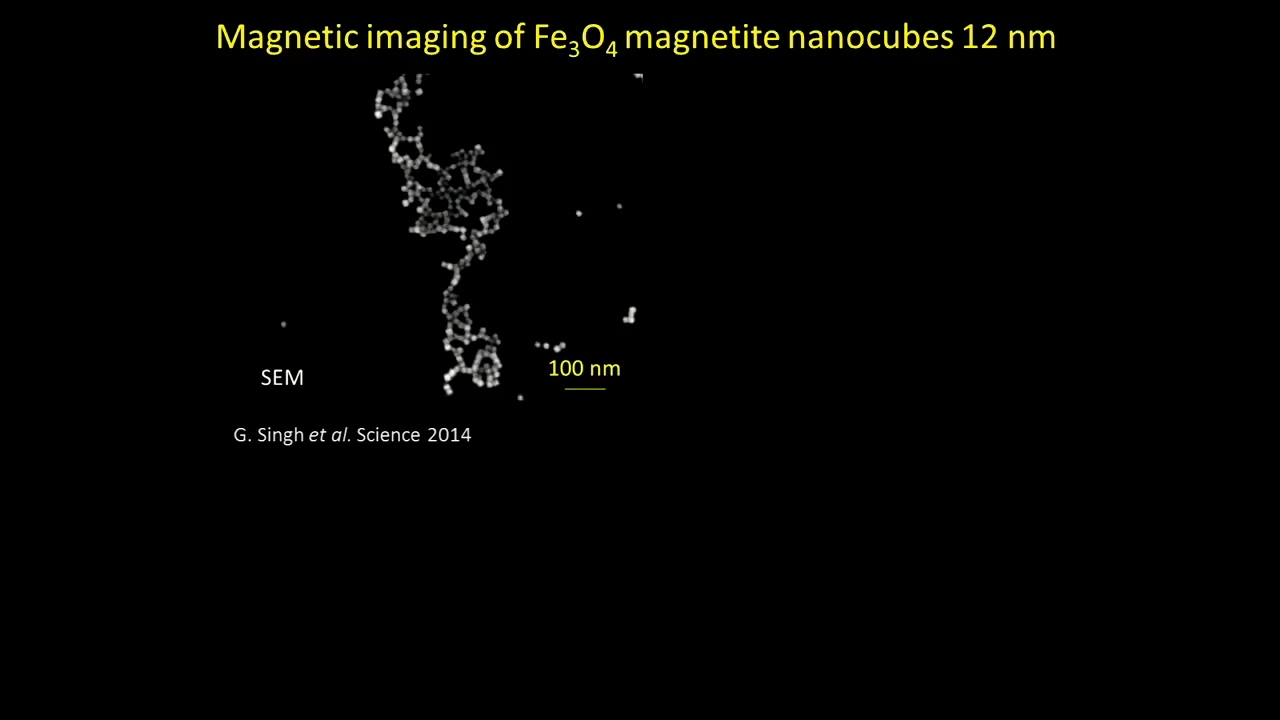 Magnetic imaging of Fe₃O₄ magnetite nanocubes 12 nm
100 nm
SEM
G. Singh et al. Science 2014